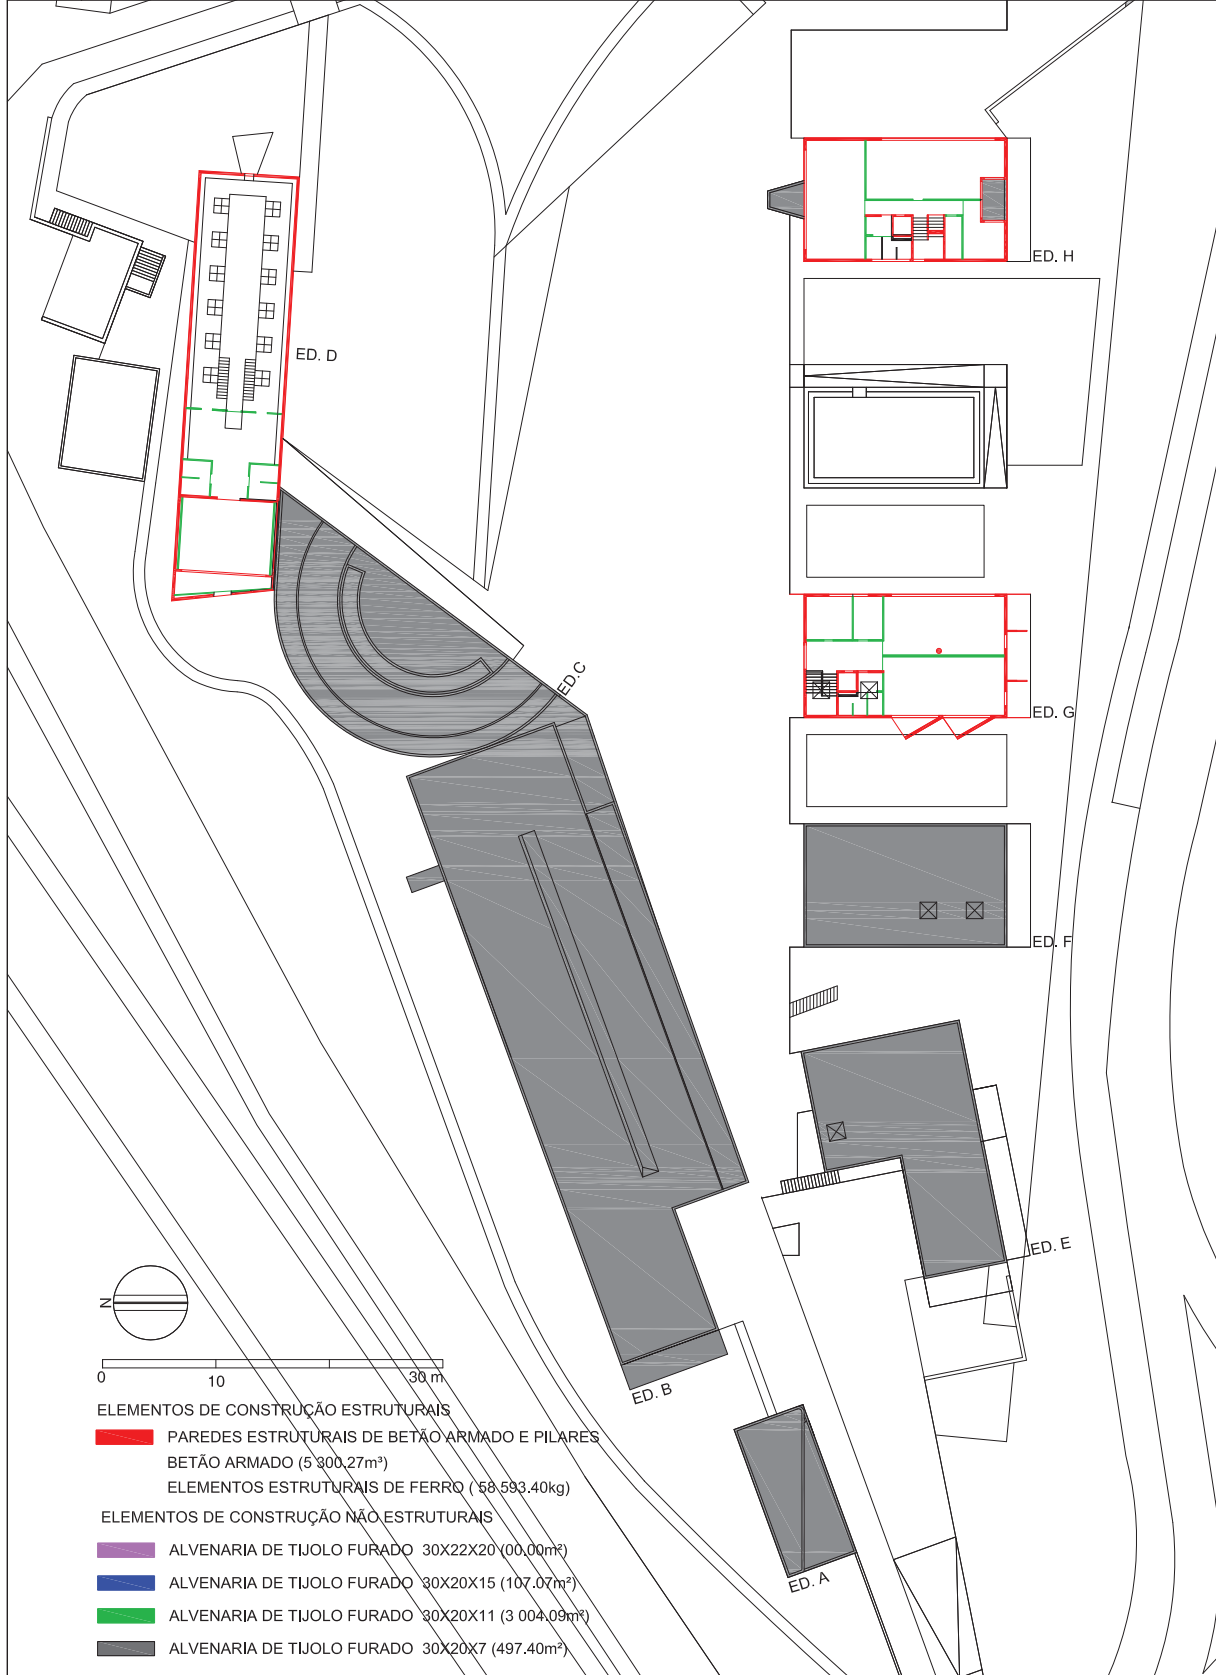 ED. H
ED. D
ED.C
ED. G
ED. F
ED. E
N
0 10 30 m
ED. B
ELEMENTOS DE CONSTRUÇÃO ESTRUTURAIS
PAREDES ESTRUTURAIS DE BETÃO ARMADO E PILARES
BETÃO ARMADO (5 300.27m³)
ELEMENTOS ESTRUTURAIS DE FERRO ( 58 593.40kg)
ELEMENTOS DE CONSTRUÇÃO NÃO ESTRUTURAIS
ALVENARIA DE TIJOLO FURADO 30X22X20 (00.00m²)
ALVENARIA DE TIJOLO FURADO 30X20X15 (107.07m²)
ALVENARIA DE TIJOLO FURADO 30X20X11 (3 004.09m²)
ALVENARIA DE TIJOLO FURADO 30X20X7 (497.40m²)
ED. A